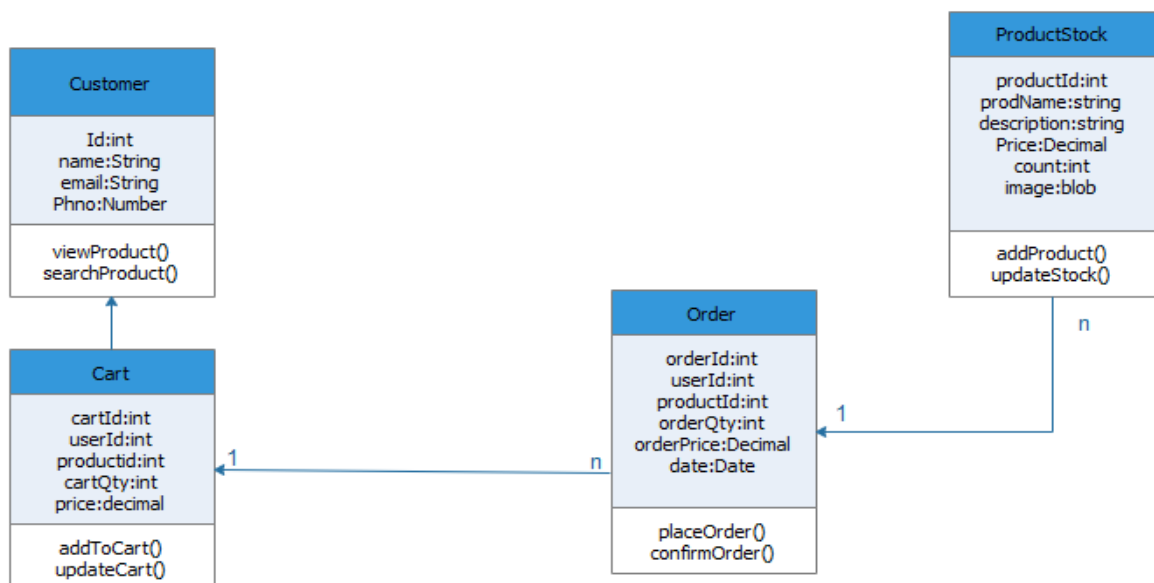 Customer
Id:int
name:String
email:String
Phno:Number
viewProduct()
searchProduct()
Cart
cartId:int
userId:int
productid:int
cartQty:int
price:decimal
addToCart()
updateCart()
1
n
Order
orderId:int
userId:int
productId:int
orderQty:int
orderPrice:Decimal
date:Date
placeOrder()
confirmOrder()
1
n
ProductStock
productId:int
prodName:string
description:string
Price:Decimal
count:int
image:blob
addProduct()
updateStock()